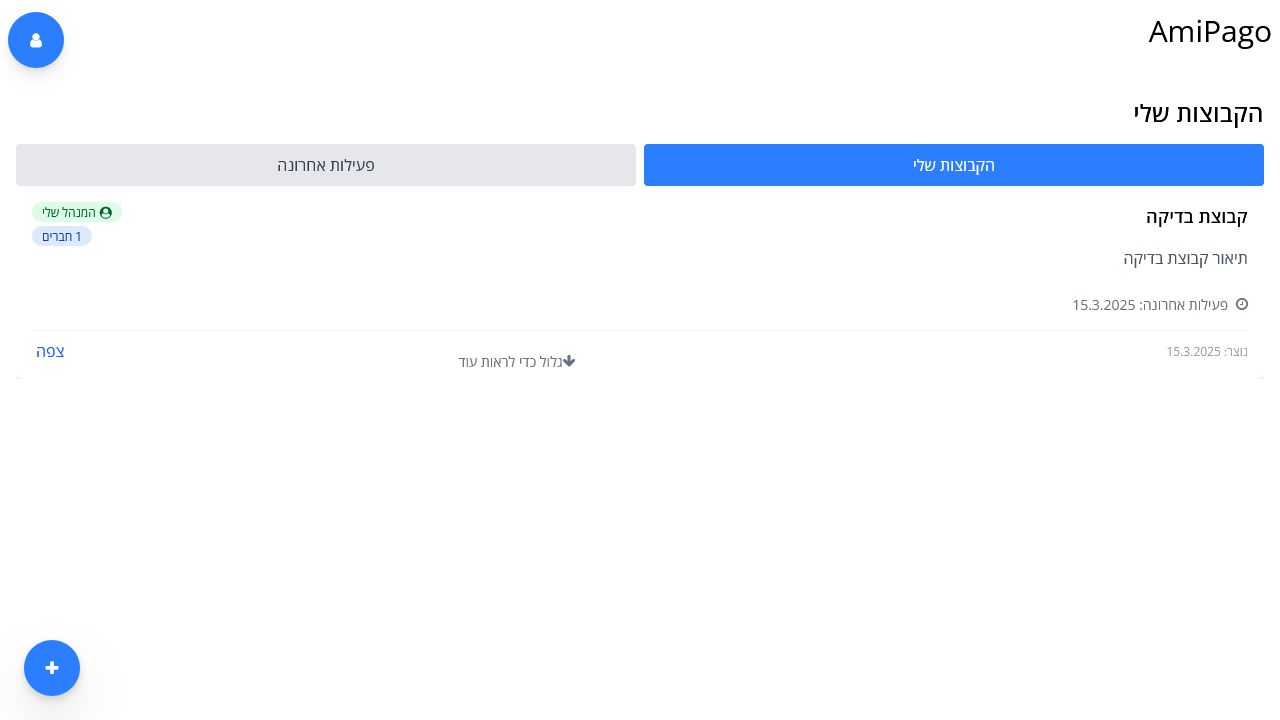 AmiPago
הקבוצות שלי
הקבוצות שלי
פעילות אחרונה
קבוצת בדיקה
המנהל שלי
1 חברים
תיאור קבוצת בדיקה
פעילות אחרונה: 15.3.2025
נוצר: 15.3.2025
גלול כדי לראות עוד
צפה